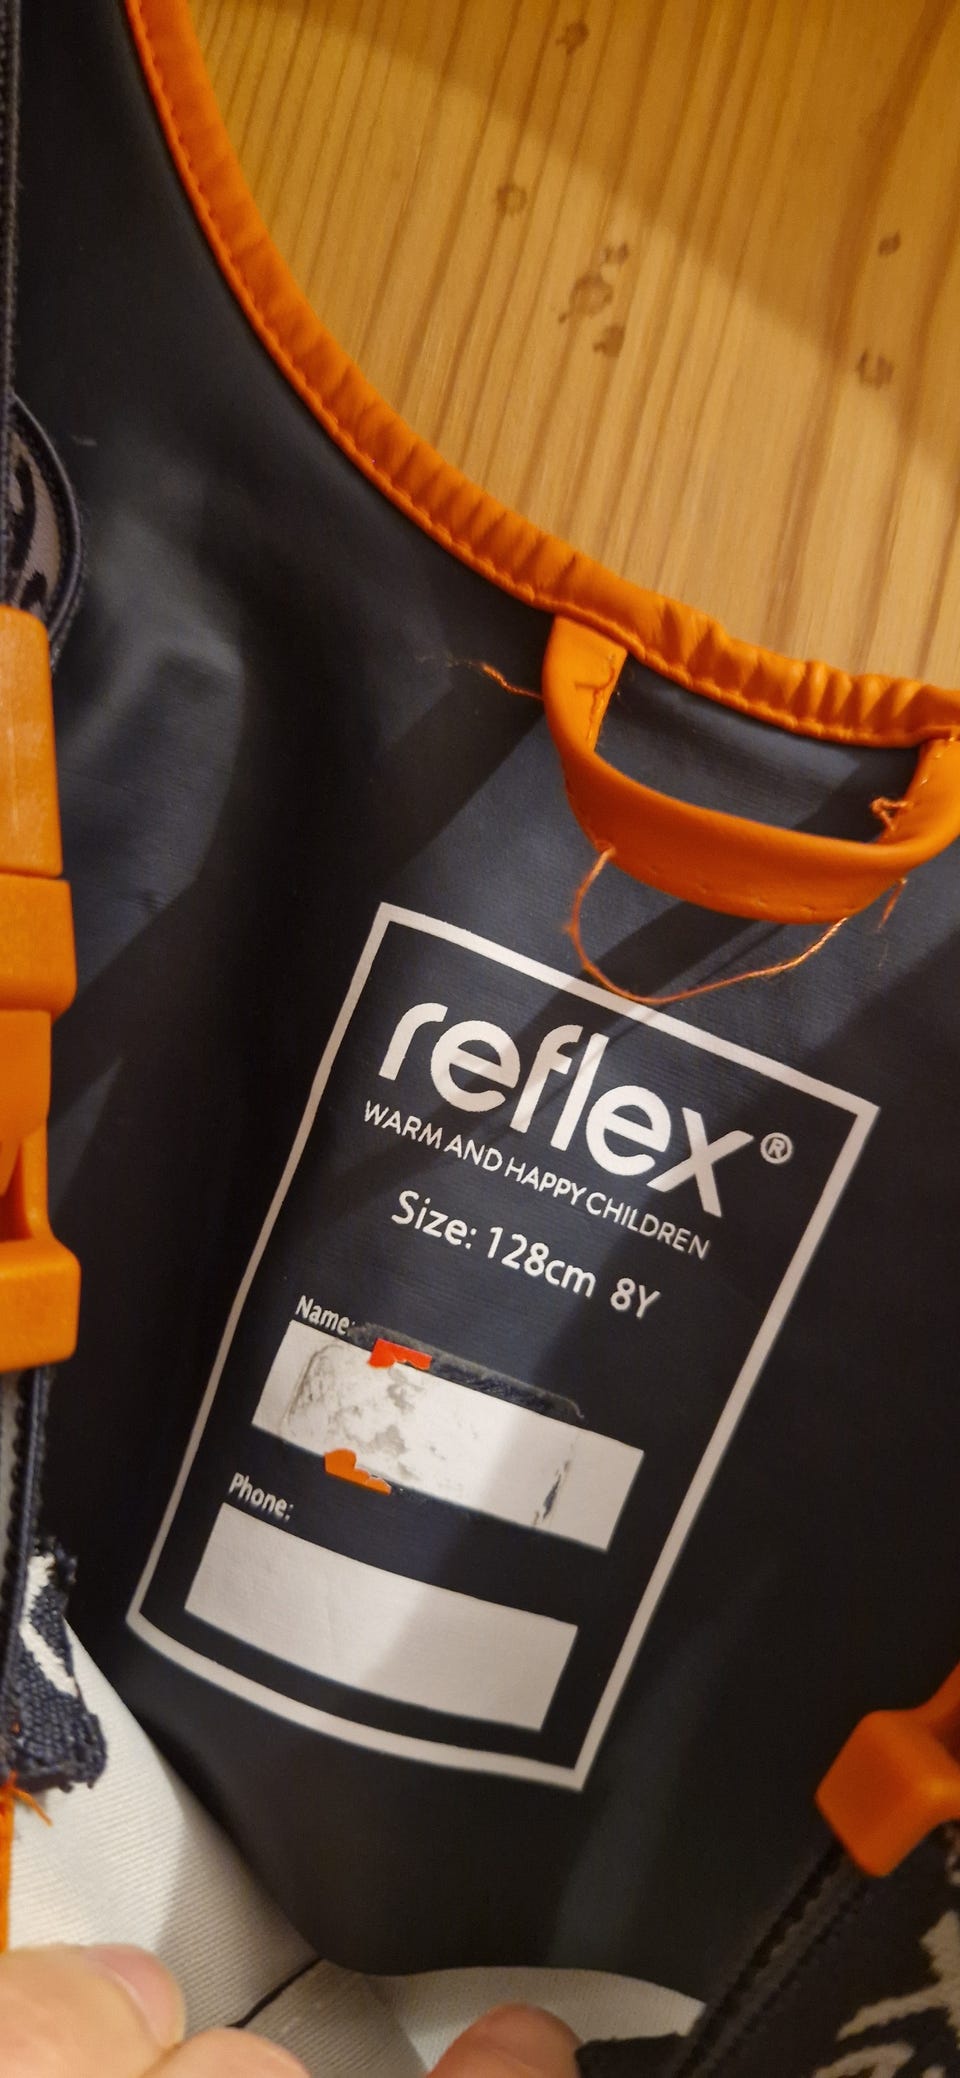 reflex®
WARM AND HAPPY CHILDREN
Size: 128cm 8Y
Name:
Phone: